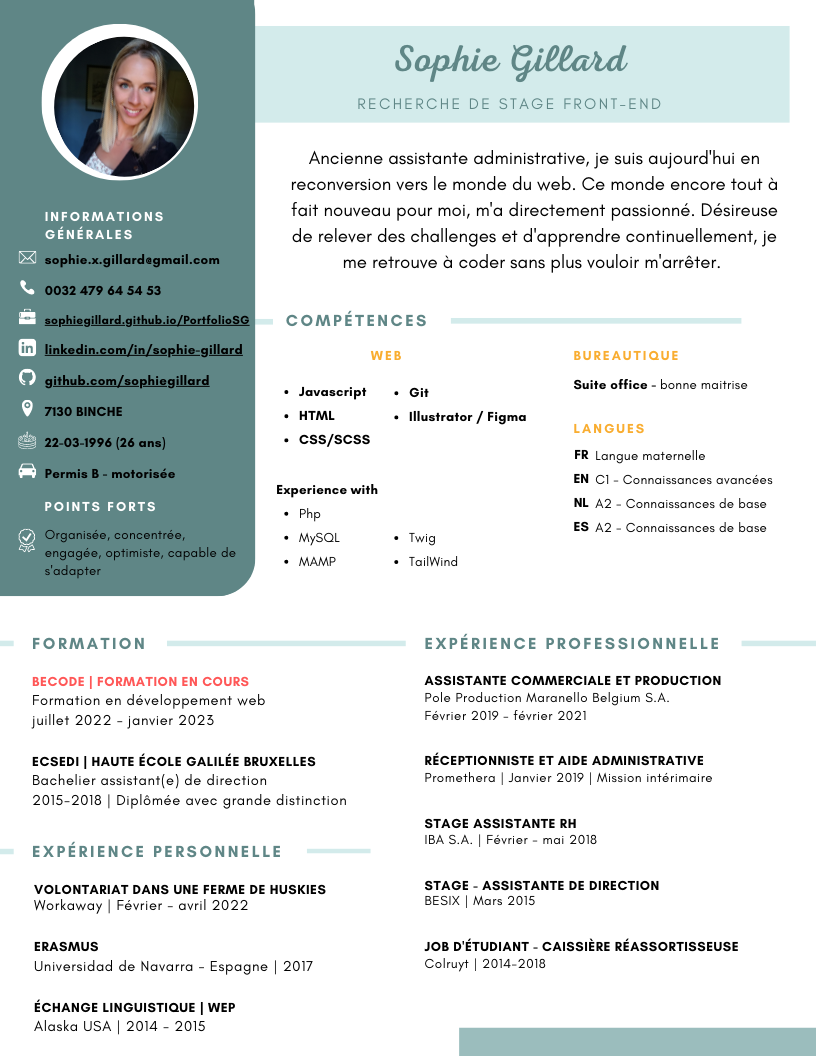 Sophie Gillard
RECHERCHE DE STAGE FRONT-END
Ancienne assistante administrative, je suis aujourd'hui en
reconversion vers le monde du web. Ce monde encore tout à
fait nouveau pour moi, m'a directement passionné. Désireuse
de relever des challenges et d'apprendre continuellement, je
me retrouve à coder sans plus vouloir m'arrêter.
INFORMATIONS
GÉNÉRALES
sophie.x.gillard@gmail.com
0032 479 64 54 53
sophiegillard.github.io/PortfolioSG
linkedin.com/in/sophie-gillard
github.com/sophiegillard
7130 BINCHE
22-03-1996 (26 ans)
Permis B - motorisée
POINTS FORTS
Organisée, concentrée,
engagée, optimiste, capable de
s'adapter
COMPÉTENCES
WEB
• Javascript
• HTML
• CSS/SCSS
• Git
• Illustrator / Figma
Experience with
• Php
• MySQL
• MAMP
• Twig
• TailWind
BUREAUTIQUE
Suite office - bonne maitrise
LANGUES
FR Langue maternelle
EN C1 - Connaissances avancées
NL A2 - Connaissances de base
ES A2 - Connaissances de base
FORMATION
BECODE | FORMATION EN COURS
Formation en développement web
juillet 2022 - janvier 2023
ECSEDI | HAUTE ÉCOLE GALILÉE BRUXELLES
Bachelier assistant(e) de direction
2015-2018 | Diplômée avec grande distinction
EXPÉRIENCE PERSONNELLE
VOLONTARIAT DANS UNE FERME DE HUSKIES
Workaway | Février - avril 2022
ERASMUS
Universidad de Navarra - Espagne | 2017
ÉCHANGE LINGUISTIQUE | WEP
Alaska USA | 2014 - 2015
EXPÉRIENCE PROFESSIONNELLE
ASSISTANTE COMMERCIALE ET PRODUCTION
Pole Production Maranello Belgium S.A.
Février 2019 - février 2021
RÉCEPTIONNISTE ET AIDE ADMINISTRATIVE
Promethera | Janvier 2019 | Mission intérimaire
STAGE ASSISTANTE RH
IBA S.A. | Février - mai 2018
STAGE - ASSISTANTE DE DIRECTION
BESIX | Mars 2015
JOB D'ÉTUDIANT - CAISSIÈRE RÉASSORTISSEUSE
Colruyt | 2014-2018